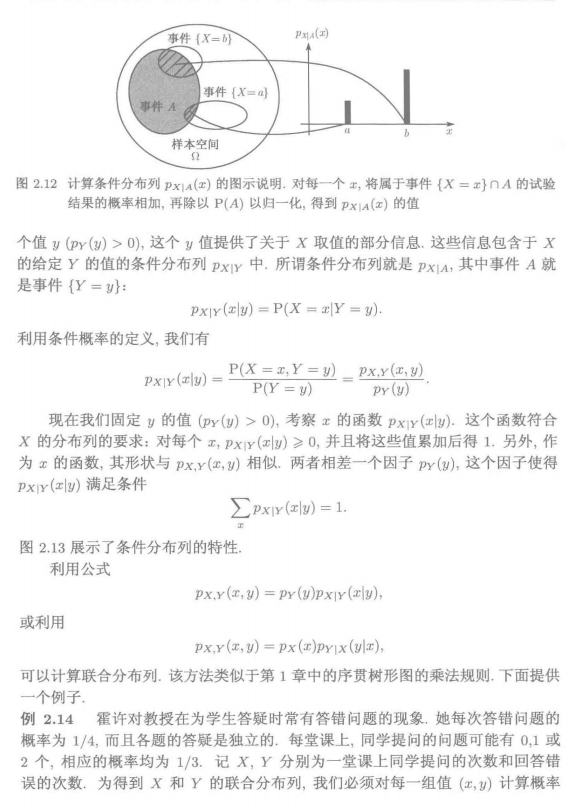 事件 {X=b}
p_{X|A}(x)
事件 {X=a}
事件 A
样本空间
Ω
a
b
x
图 2.12 计算条件分布列 p_{X|A}(x) 的图示说明. 对每一个 x, 将属于事件 {X = x}∩A 的试验
结果的概率相加, 再除以 P(A) 以归一化, 得到 p_{X|A}(x) 的值
个值 y (p_Y(y) > 0), 这个 y 值提供了关于 X 取值的部分信息. 这些信息包含于 X
的给定 Y 的值的条件分布列 p_{X|Y} 中. 所谓条件分布列就是 p_{X|A}, 其中事件 A 就
是事件 {Y = y}:
p_{X|Y}(x|y) = P(X = x|Y = y).
利用条件概率的定义, 我们有
p_{X|Y}(x|y) = \frac{P(X = x, Y = y)}{P(Y = y)} = \frac{p_{X,Y}(x, y)}{p_Y(y)}.
现在我们固定 y 的值 (p_Y(y) > 0), 考察 x 的函数 p_{X|Y}(x|y). 这个函数符合
X 的分布列的要求: 对每个 x, p_{X|Y}(x|y) ⩾ 0, 并且将这些值累加后得 1. 另外, 作
为 x 的函数, 其形状与 p_{X,Y}(x, y) 相似. 两者相差一个因子 p_Y(y), 这个因子使得
p_{X|Y}(x|y) 满足条件
\sum_x p_{X|Y}(x|y) = 1.
图 2.13 展示了条件分布列的特性.
利用公式
p_{X,Y}(x, y) = p_Y(y)p_{X|Y}(x|y),
或利用
p_{X,Y}(x, y) = p_X(x)p_{Y|X}(y|x),
可以计算联合分布列. 该方法类似于第 1 章中的序贯树形图的乘法规则. 下面提供
一个例子.
例 2.14 霍许对教授在为学生答疑时常有答错问题的现象. 她每次答错问题的
概率为 1/4, 而且各题的答疑是独立的. 每堂课上, 同学提问的问题可能有 0,1 或
2 个, 相应的概率均为 1/3. 记 X, Y 分别为一堂课上同学提问的次数和回答错
误的次数. 为得到 X 和 Y 的联合分布列, 我们必须对每一组值 (x, y) 计算概率